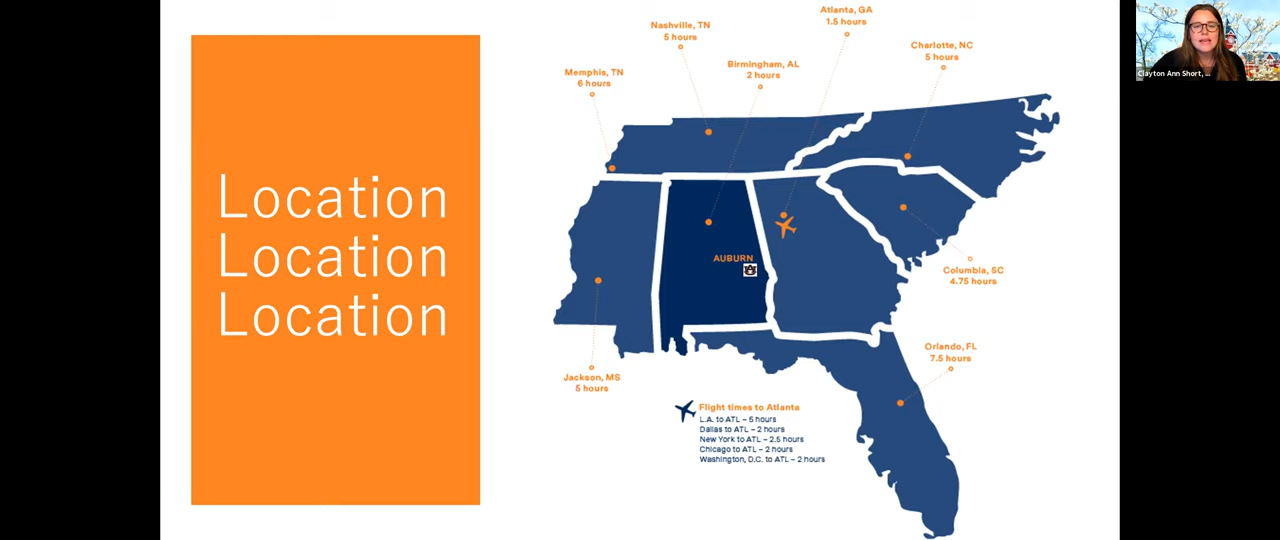 Location
Location
Location
Nashville, TN
5 hours
Atlanta, GA
1.5 hours
Charlotte, NC
5 hours
Memphis, TN
6 hours
Birmingham, AL
2 hours
AUBURN
Columbia, SC
4.75 hours
Orlando, FL
7.5 hours
Jackson, MS
5 hours
Flight times to Atlanta
L.A. to ATL – 5 hours
Dallas to ATL – 2 hours
New York to ATL – 2.5 hours
Chicago to ATL – 2 hours
Washington, D.C. to ATL – 2 hours
Clayton Ann Short, ...